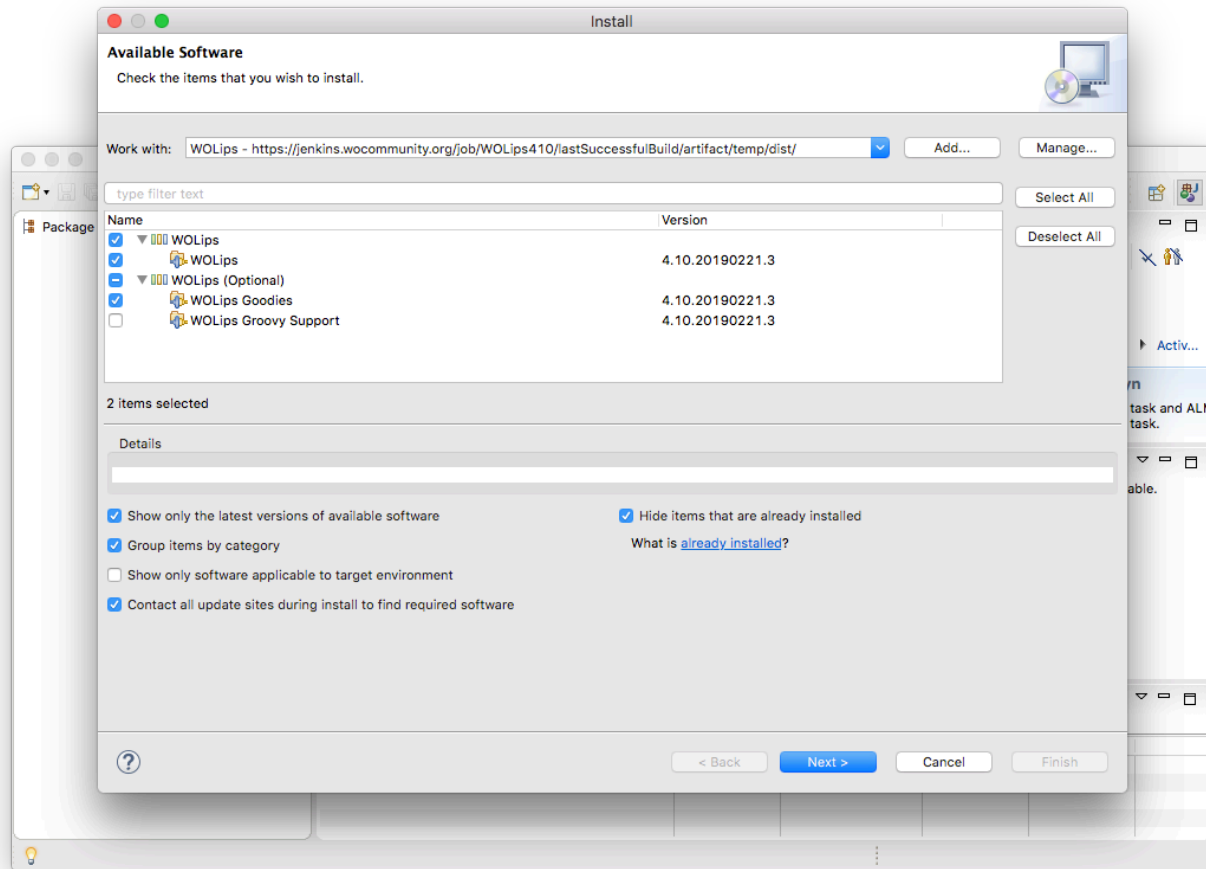 Install
Available Software
Check the items that you wish to install.
Work with: WOLips - https://jenkins.wocommunity.org/job/WOLips410/lastSuccessfulBuild/artifact/temp/dist/ Add... Manage...
type filter text Select All
Name Version
Deselect All
WOLips
WOLips 4.10.20190221.3
WOLips (Optional)
WOLips Goodies 4.10.20190221.3
WOLips Groovy Support 4.10.20190221.3
2 items selected
Details
Show only the latest versions of available software Hide items that are already installed
Group items by category What is already installed?
Show only software applicable to target environment
Contact all update sites during install to find required software
? < Back Next > Cancel Finish
Package
Activ...
task and
task.
able.